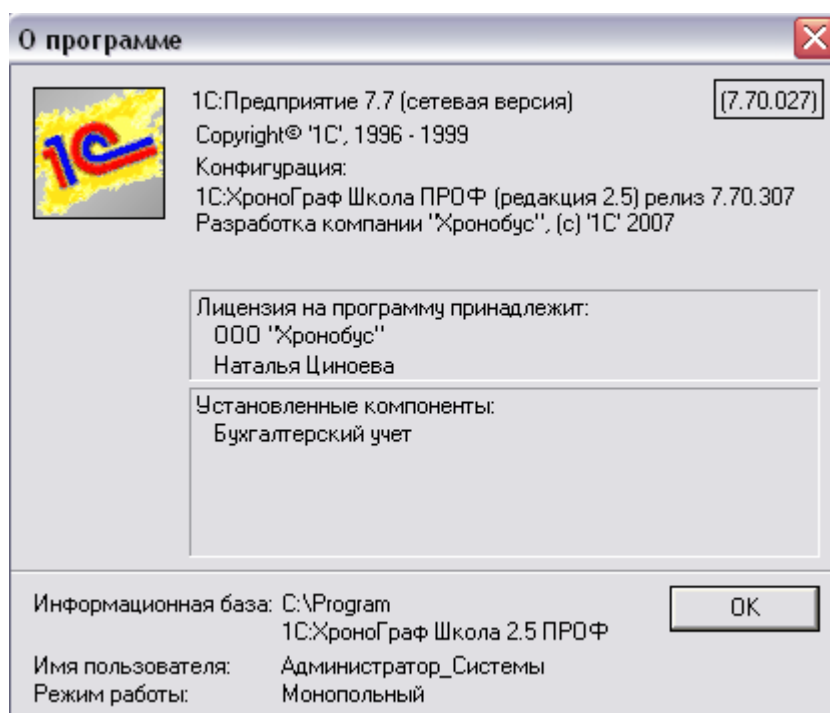 О программе
1С
1С:Предприятие 7.7 (сетевая версия) (7.70.027)
Copyright© '1С', 1996 - 1999
Конфигурация:
1С:ХроноГраф Школа ПРОФ (редакция 2.5) релиз 7.70.307
Разработка компании "Хронобус", (с) '1С' 2007
Лицензия на программу принадлежит:
ООО "Хронобус"
Наталья Циноева
Установленные компоненты:
Бухгалтерский учет
Информационная база: C:\Program
1С:ХроноГраф Школа 2.5 ПРОФ
OK
Имя пользователя: Администратор_Системы
Режим работы: Монопольный